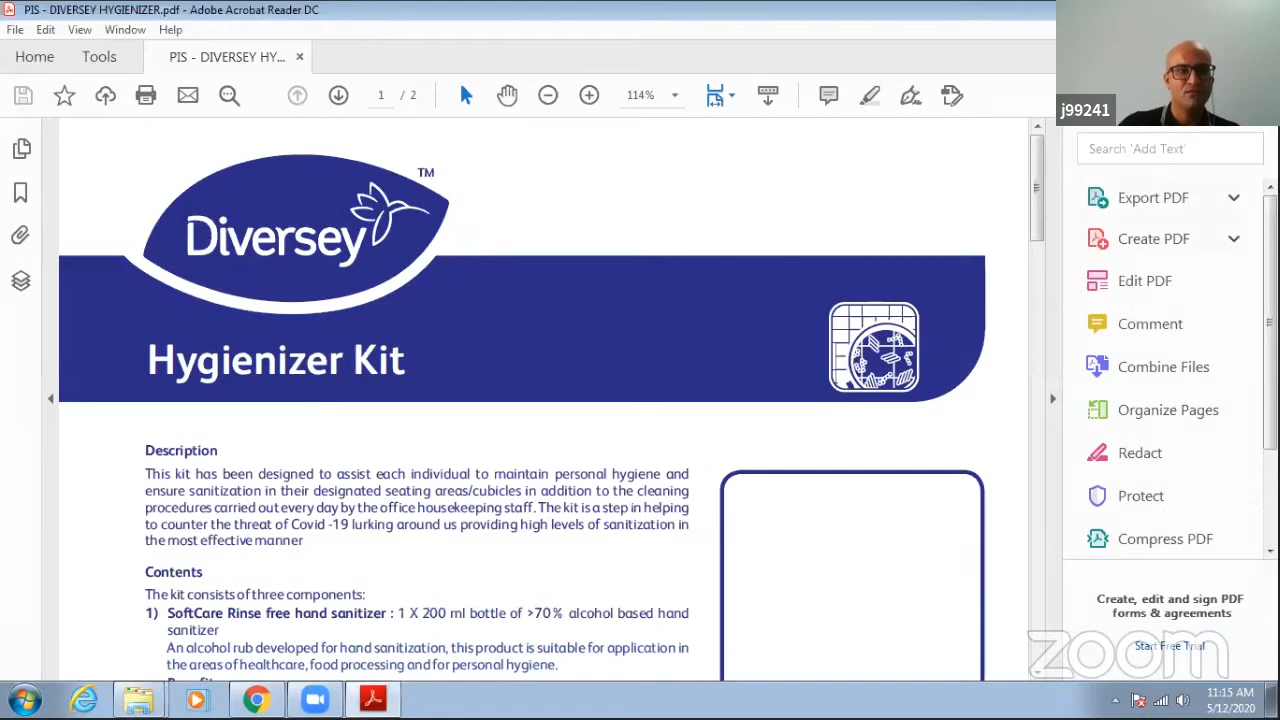 PIS - DIVERSEY HYGIENIZER.pdf - Adobe Acrobat Reader DC
File Edit View Window Help
Home Tools PIS - DIVERSEY HY... ×
1 / 2 114%
j99241
Search 'Add Text'
Export PDF
Create PDF
Edit PDF
Comment
Combine Files
Organize Pages
Redact
Protect
Compress PDF
Create, edit and sign PDF
forms & agreements
Start Free Trial
Diversey TM
Hygienizer Kit
Description
This kit has been designed to assist each individual to maintain personal hygiene and
ensure sanitization in their designated seating areas/cubicles in addition to the cleaning
procedures carried out every day by the office housekeeping staff. The kit is a step in helping
to counter the threat of Covid -19 lurking around us providing high levels of sanitization in
the most effective manner
Contents
The kit consists of three components:
1) SoftCare Rinse free hand sanitizer : 1 X 200 ml bottle of >70% alcohol based hand
sanitizer
An alcohol rub developed for hand sanitization, this product is suitable for application in
the areas of healthcare, food processing and for personal hygiene.
zoom
11:15 AM
5/12/2020